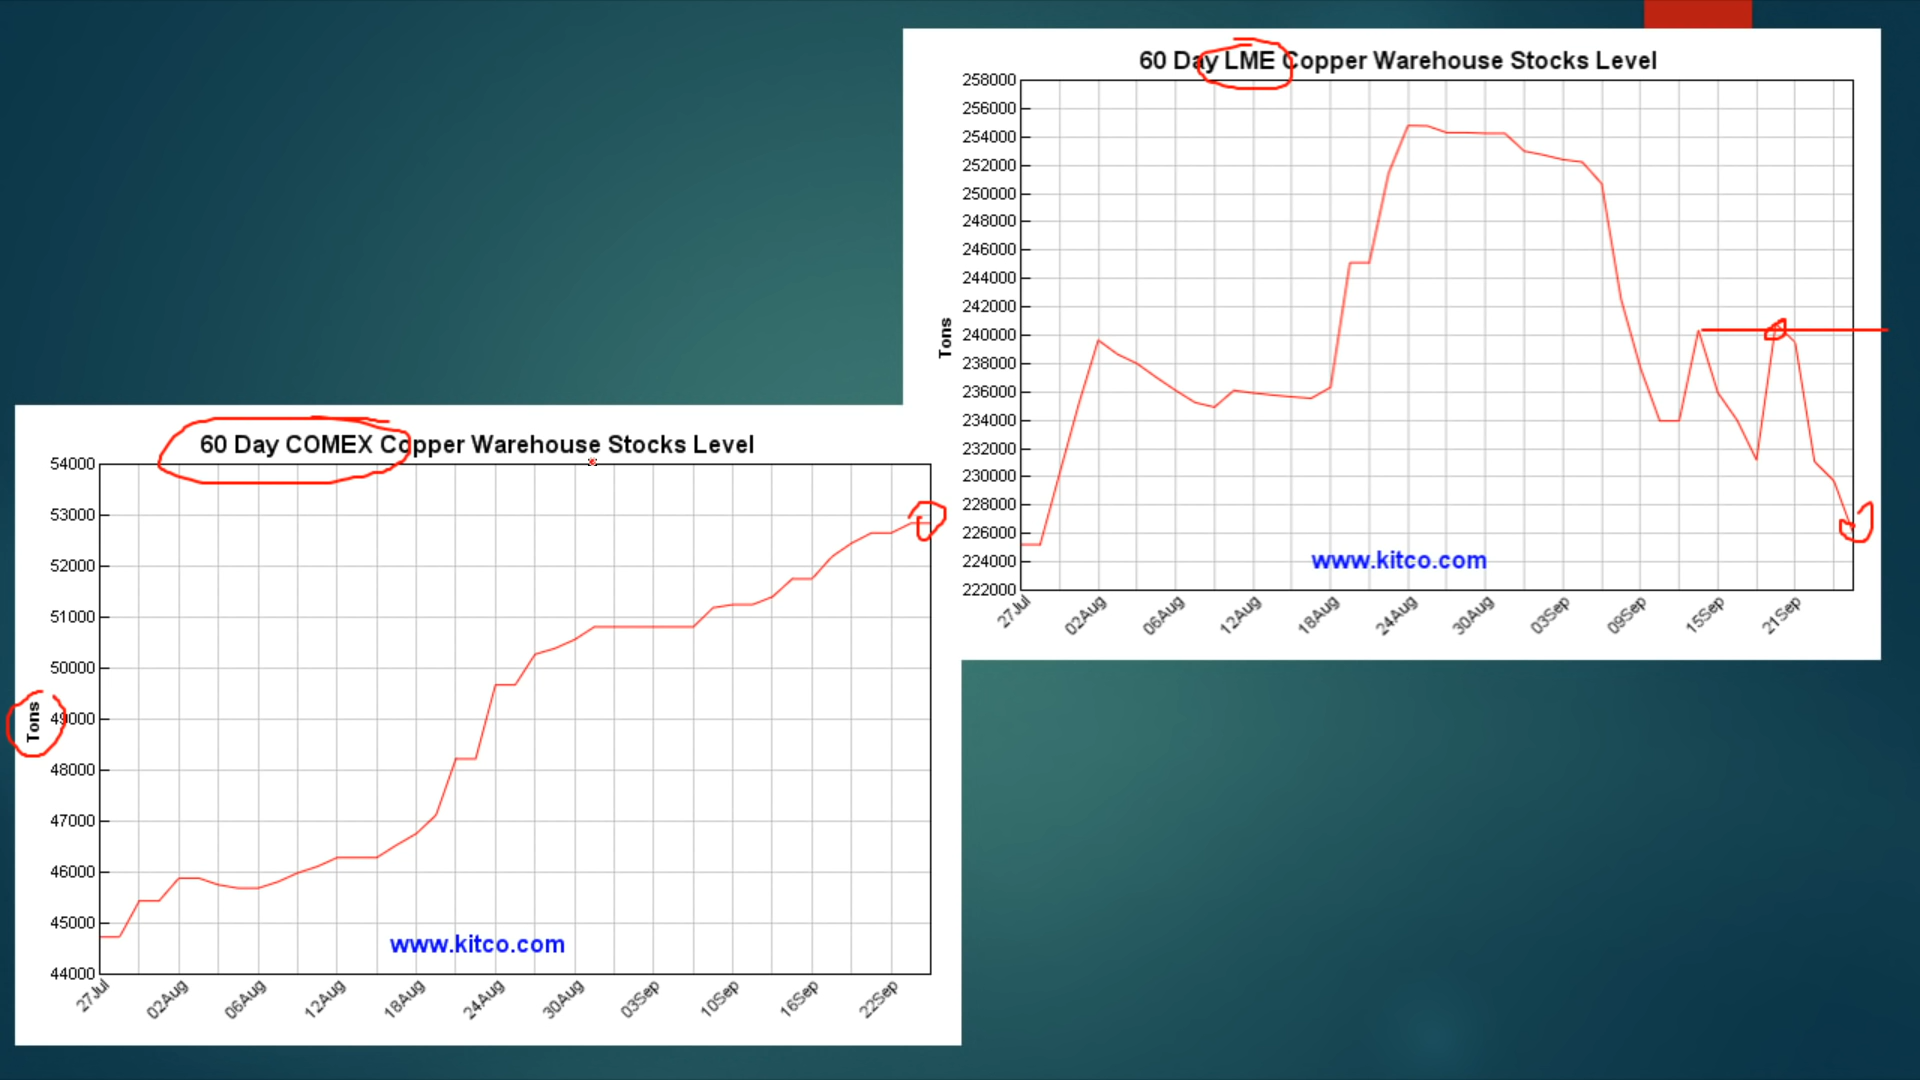 60 Day LME Copper Warehouse Stocks Level
258000
256000
254000
252000
250000
248000
246000
244000
242000
240000
238000
236000
234000
232000
230000
228000
226000
224000
222000
Tons
www.kitco.com
27Jul
02Aug
06Aug
12Aug
18Aug
24Aug
30Aug
03Sep
09Sep
15Sep
21Sep
60 Day COMEX Copper Warehouse Stocks Level
54000
53000
52000
51000
50000
49000
48000
47000
46000
45000
44000
Tons
www.kitco.com
27Jul
02Aug
06Aug
12Aug
18Aug
24Aug
30Aug
03Sep
10Sep
16Sep
22Sep